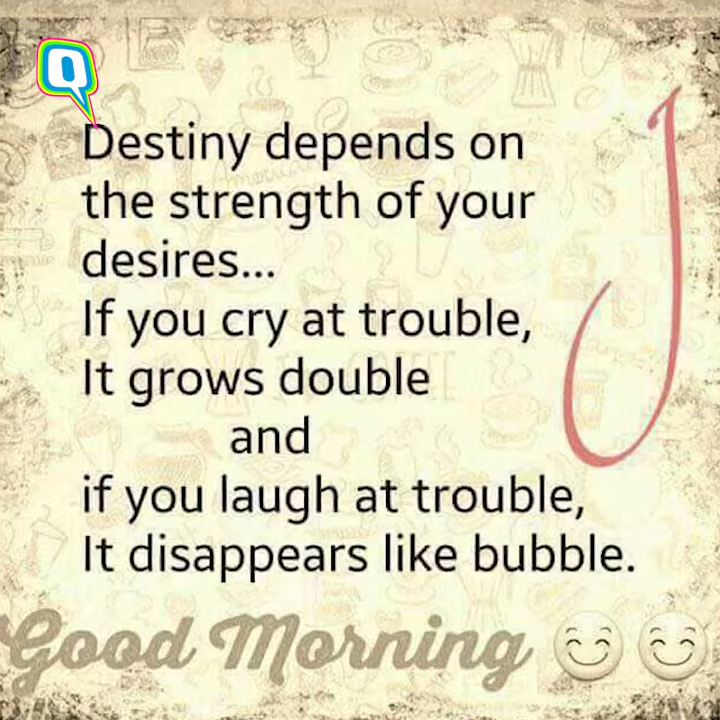 Q
Destiny depends on
the strength of your
desires...
If you cry at trouble,
It grows double
and
if you laugh at trouble,
It disappears like bubble.
J
Good Morning 😊 😊